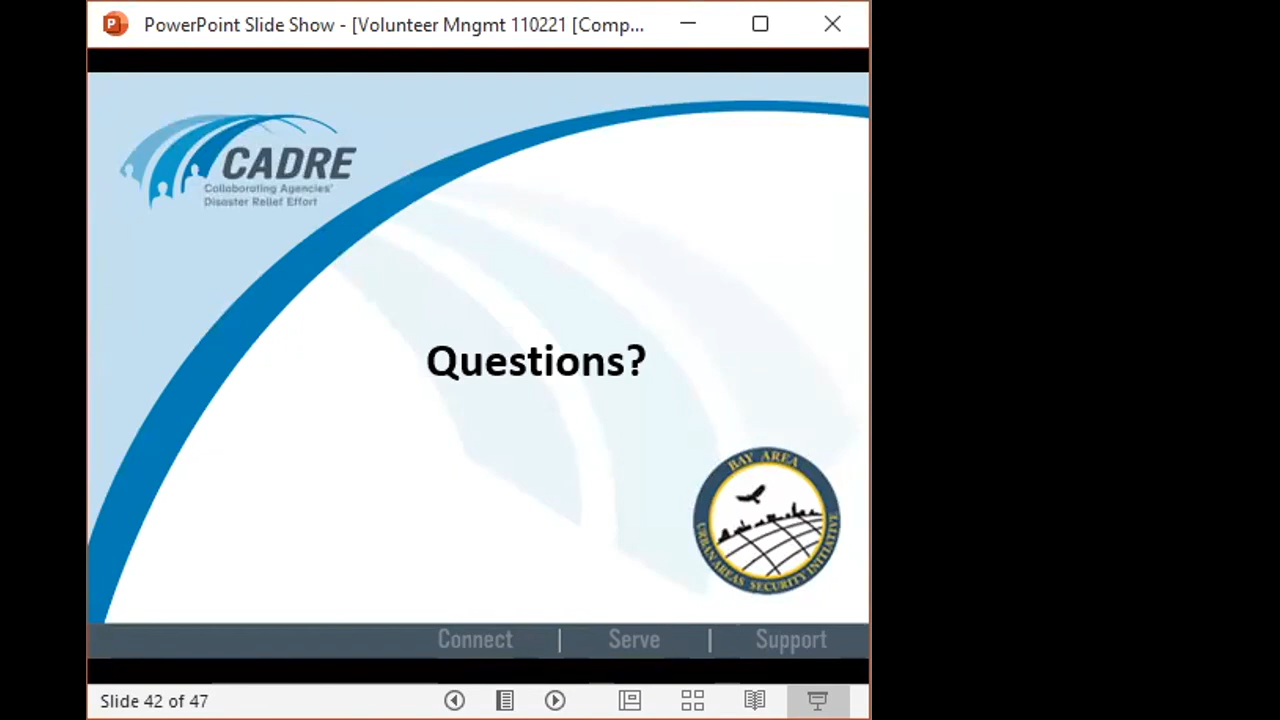 PowerPoint Slide Show - [Volunteer Mngmt 110221 [Comp...
CADRE
Collaborating Agencies'
Disaster Relief Effort
Questions?
BAY AREA
URBAN AREAS SECURITY INITIATIVE
Connect | Serve | Support
Slide 42 of 47